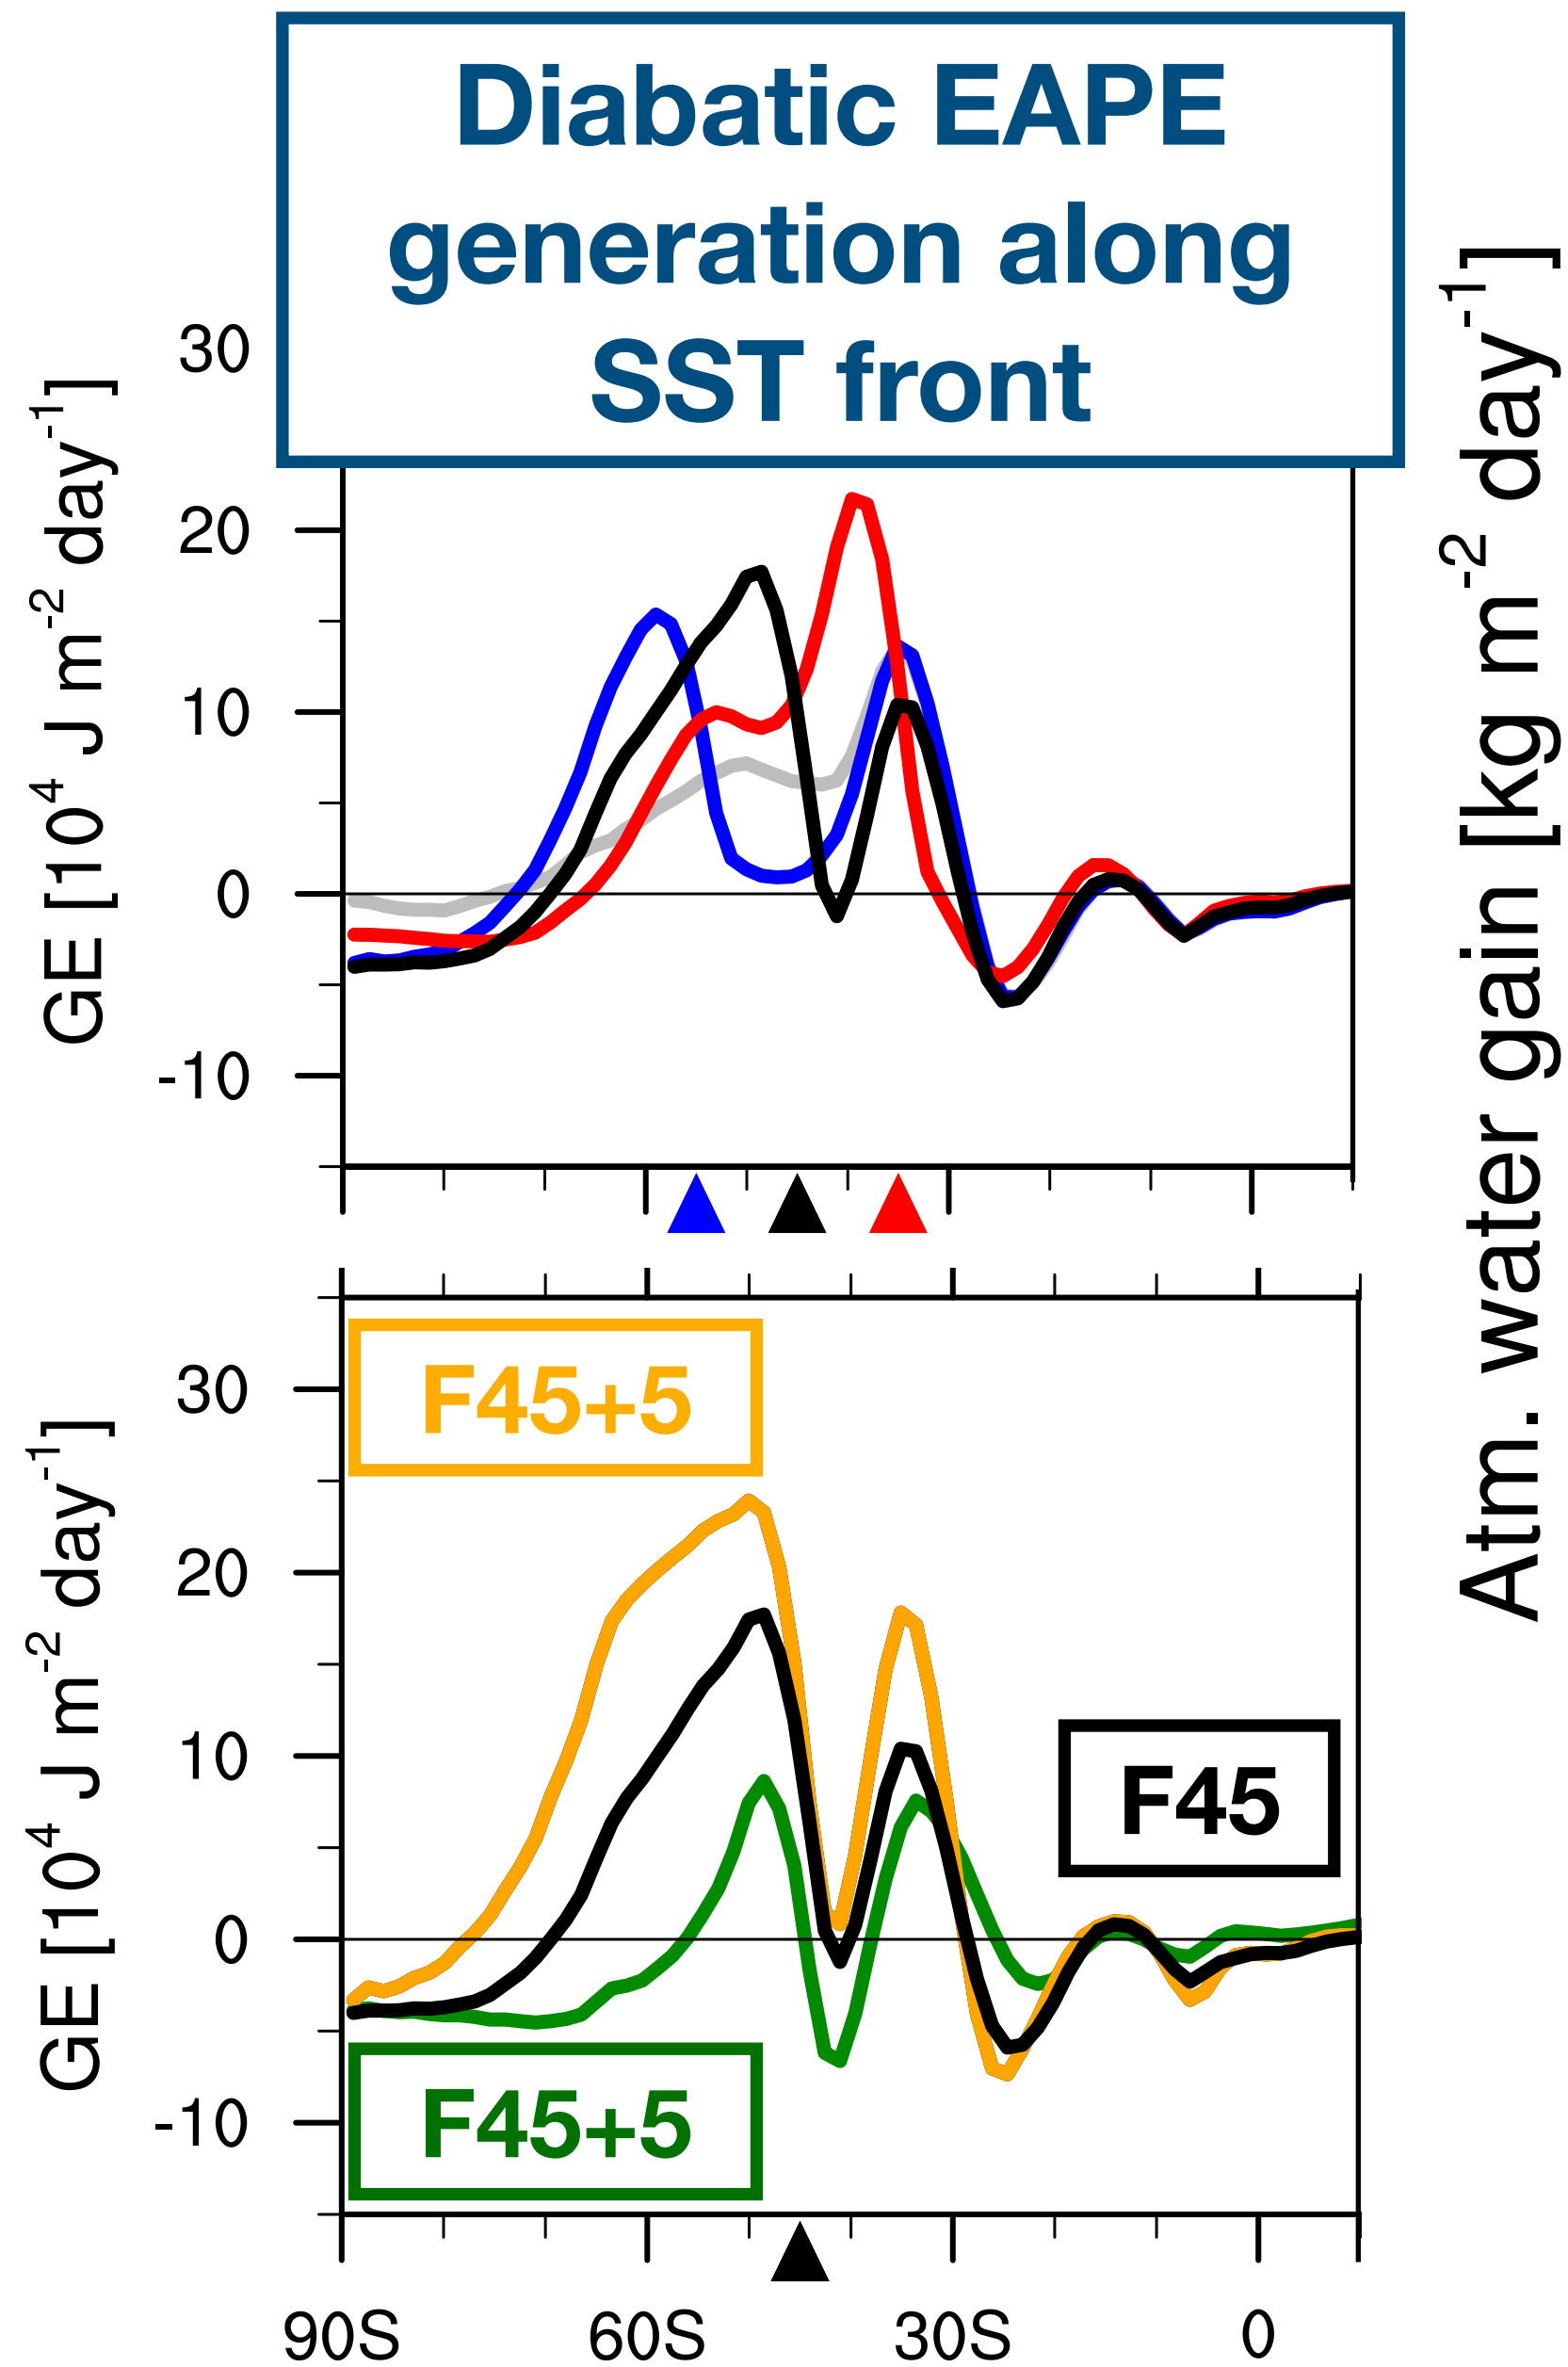 Diabatic EAPE
generation along
SST front
GE [10⁴ J m⁻² day⁻¹]
30
20
10
0
-10
Atm. water gain [kg m⁻² day⁻¹]
GE [10⁴ J m⁻² day⁻¹]
30
20
10
0
-10
F45+5
F45
F45+5
90S
60S
30S
0